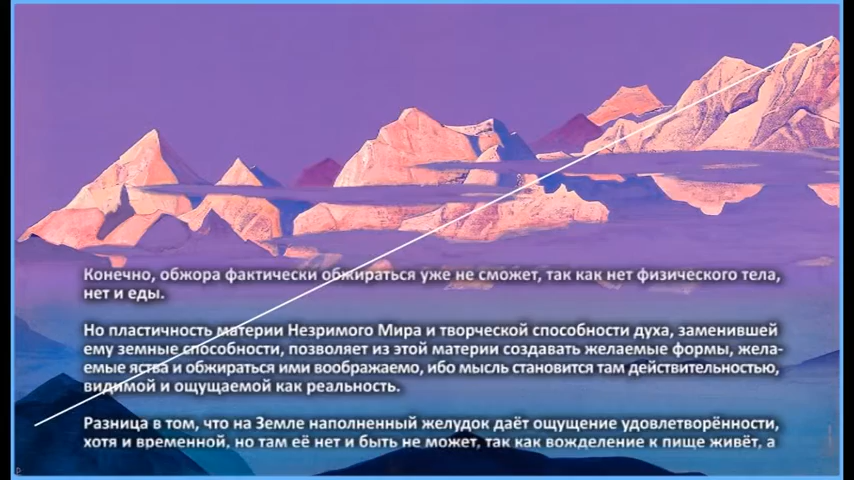 Конечно, обжора фактически обжираться уже не сможет, так как нет физического тела,
нет и еды.
Но пластичность материи Незримого Мира и творческой способности духа, заменившей
ему земные способности, позволяет из этой материи создавать желаемые формы, жела-
емые яства и обжираться ими воображаемо, ибо мысль становится там действительностью,
видимой и ощущаемой как реальность.
Разница в том, что на Земле наполненный желудок даёт ощущение удовлетворённости,
хотя и временной, но там её нет и быть не может, так как вожделение к пище живёт, а